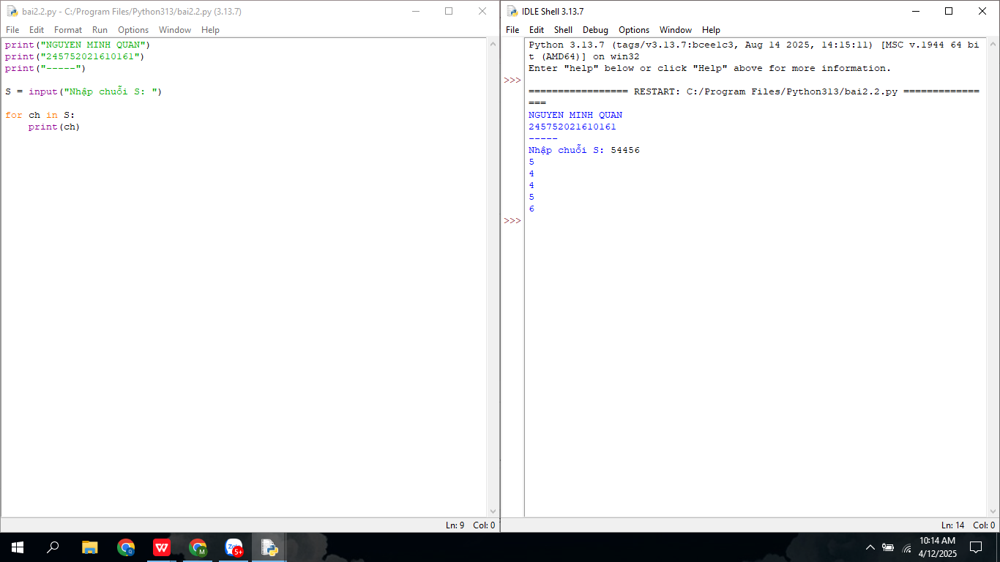 bai2.2.py - C:/Program Files/Python313/bai2.2.py (3.13.7)
File Edit Format Run Options Window Help
print("NGUYEN MINH QUAN")
print("245752021610161")
print("-----")
S = input("Nhập chuỗi S: ")
for ch in S:
    print(ch)
Ln: 9 Col: 0
IDLE Shell 3.13.7
File Edit Shell Debug Options Window Help
Python 3.13.7 (tags/v3.13.7:bcee1c3, Aug 14 2025, 14:15:11) [MSC v.1944 64 bi
t (AMD64)] on win32
Enter "help" below or click "Help" above for more information.
>>>
================= RESTART: C:/Program Files/Python313/bai2.2.py =============
===
NGUYEN MINH QUAN
245752021610161
-----
Nhập chuỗi S: 54456
5
4
4
5
6
>>>
Ln: 14 Col: 0
W
Q
M
Zalo
5+
10:14 AM
4/12/2025